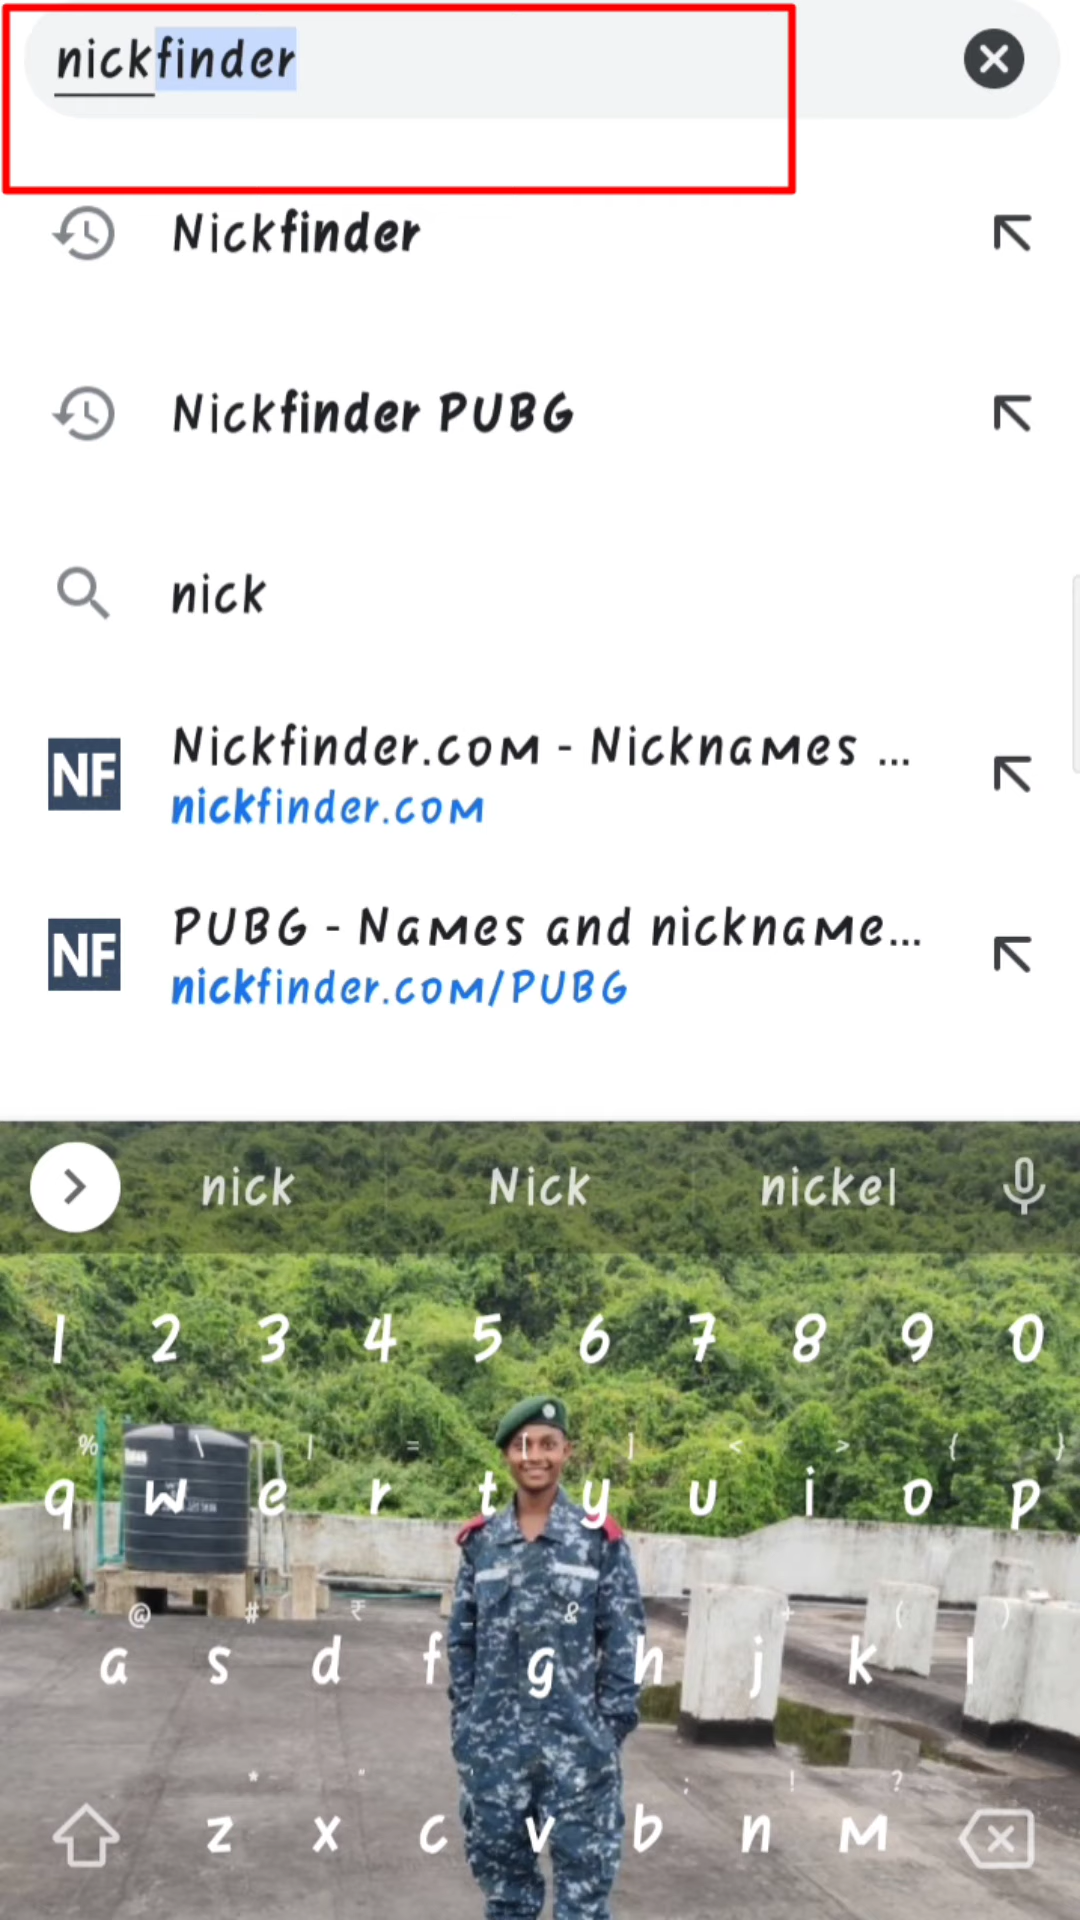 nickfinder
Nickfinder
Nickfinder PUBG
nick
NF
Nickfinder.com - Nicknames ...
nickfinder.com
NF
PUBG - Names and nickname...
nickfinder.com/PUBG
nick Nick nickel
1 2 3 4 5 6 7 8 9 0
% \ | = [ ] < > { }
q w e r t y u i o p
@ # ₹ & - + ( )
a s d f g h j k l
* " ' : ; ! ?
z x c v b n m